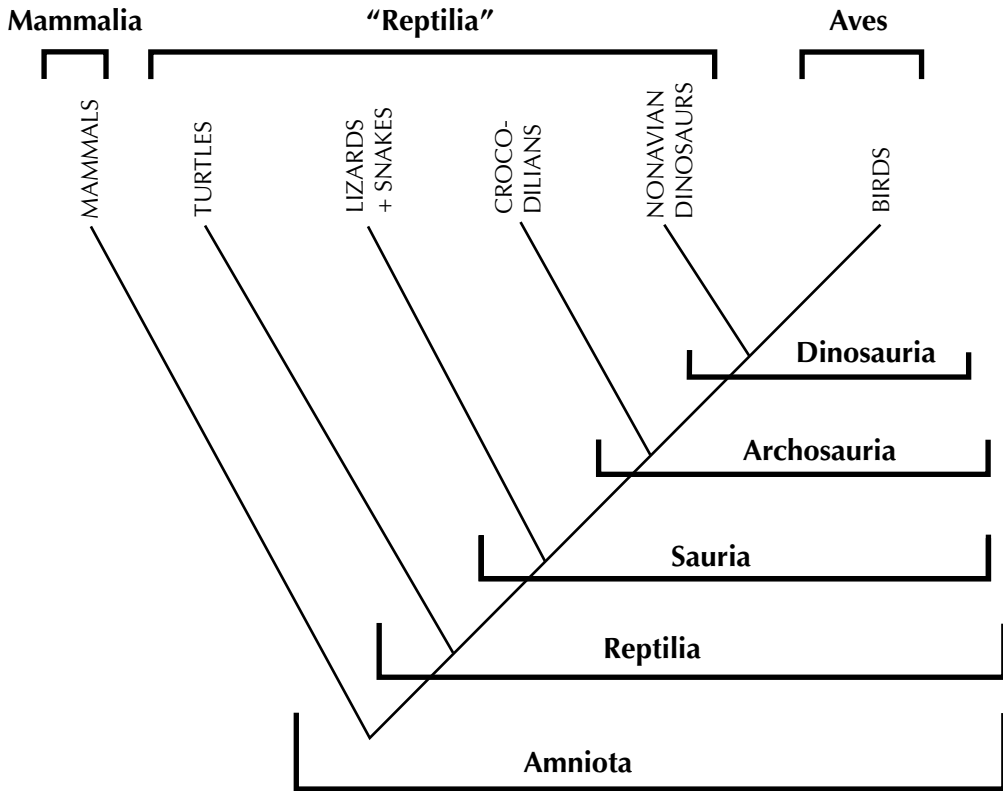 Mammalia
“Reptilia”
Aves
MAMMALS
TURTLES
LIZARDS
+ SNAKES
CROCO-
DILIANS
NONAVIAN
DINOSAURS
BIRDS
Dinosauria
Archosauria
Sauria
Reptilia
Amniota